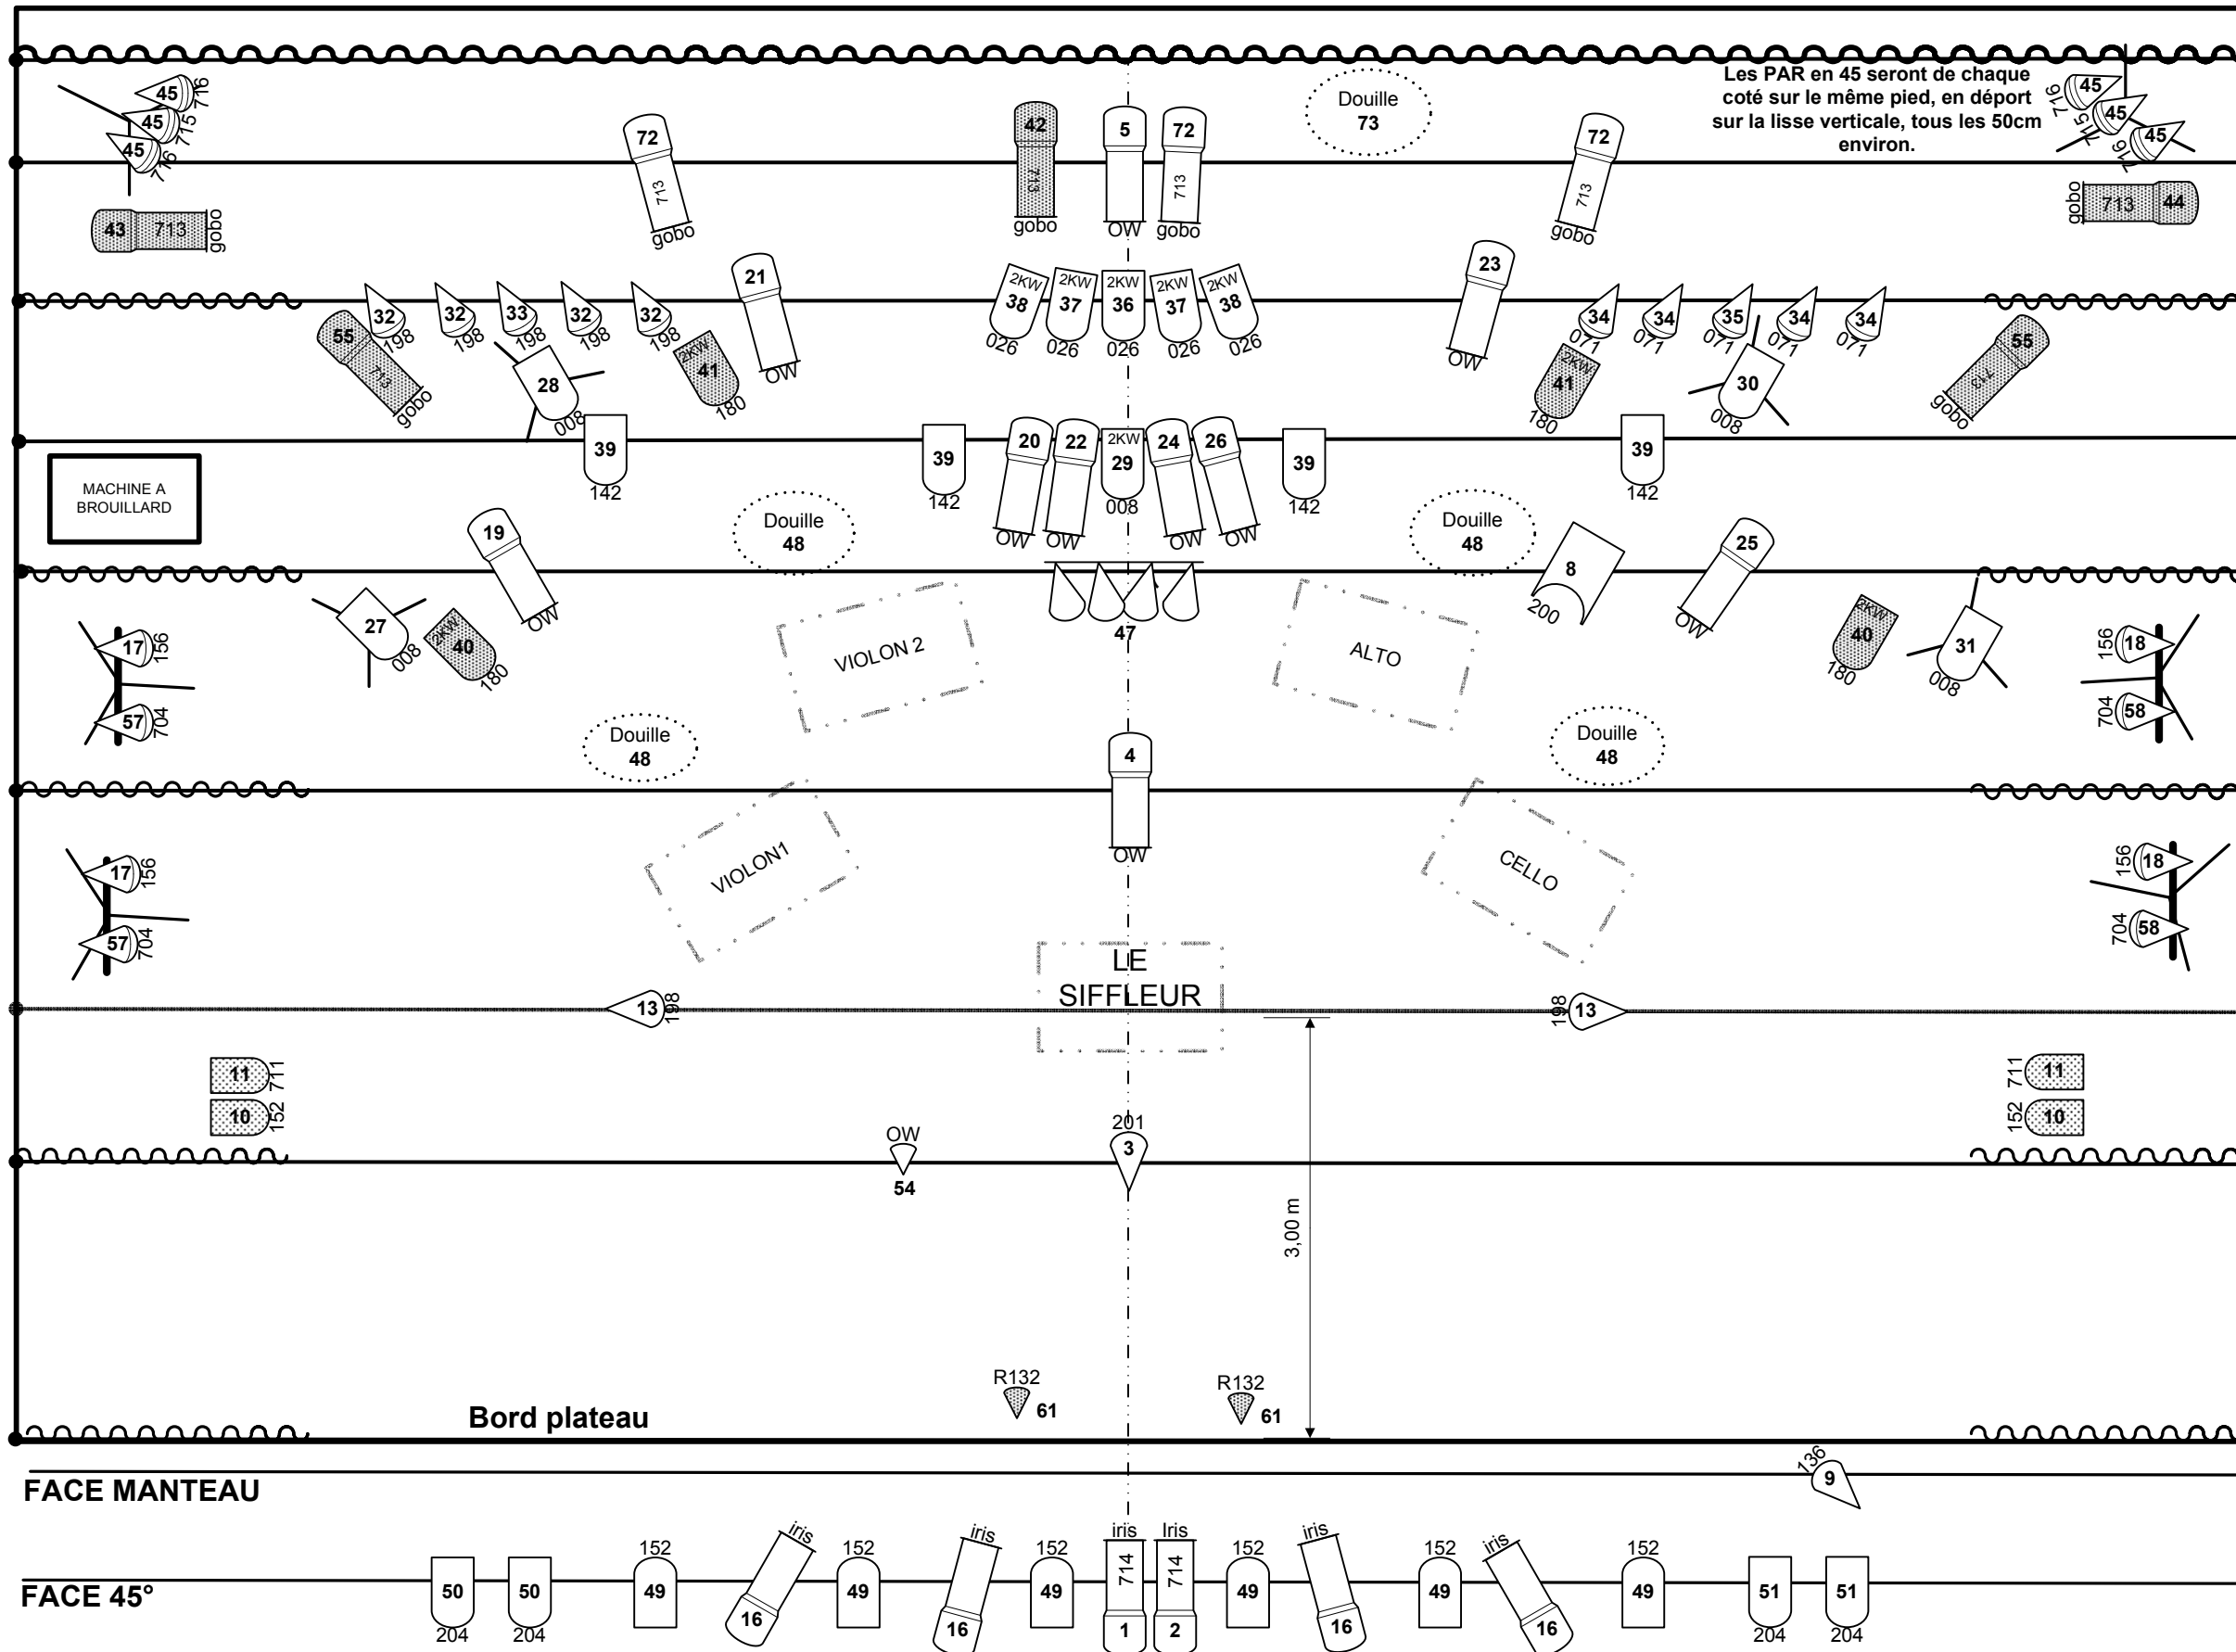 Les PAR en 45 seront de chaque
coté sur le même pied, en déport
sur la lisse verticale, tous les 50cm
environ.
45 716
45 715
45 716
72 713 gobo
42 713 gobo
5 OW
72 713 gobo
Douille
73
72 713 gobo
45 716
45 715
45 716
43 713 gobo
gobo 713 44
32 198
32 198
33 198
32 198
32 198
21 OW
2KW 38 026
2KW 37 026
2KW 36 026
2KW 37 026
2KW 38 026
23 OW
34 071
34 071
35 071
34 071
34 071
55 713 gobo
28 008
2KW 41 180
2KW 41 180
30 008
55 713 gobo
39 142
39 142
20 OW
22 OW
2KW 29 008
24 OW
26 OW
39 142
39 142
MACHINE A
BROUILLARD
19 OW
Douille
48
Douille
48
8 200
25 OW
17 156
57 704
27 008
2KW 40 180
VIOLON 2
47
ALTO
2KW 40 180
31 008
156 18
704 58
Douille
48
4 OW
Douille
48
17 156
57 704
VIOLON1
CELLO
156 18
704 58
LE
SIFFLEUR
13 198
198 13
11 711
10 152
711 11
152 10
OW
54
201
3
3,00 m
R132
61
R132
61
Bord plateau
FACE MANTEAU
136 9
FACE 45°
50 204
50 204
152 49
iris 16
152 49
iris 16
152 49
iris 714 1
Iris 714 2
152 49
iris 16
152 49
iris 16
152 49
51 204
51 204